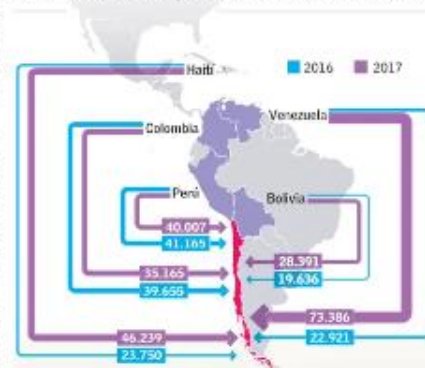 2016 2017
Haití
Venezuela
Colombia
Perú
Bolivia
40.007
41.165
28.391
19.636
35.165
39.655
73.386
22.921
46.239
23.750